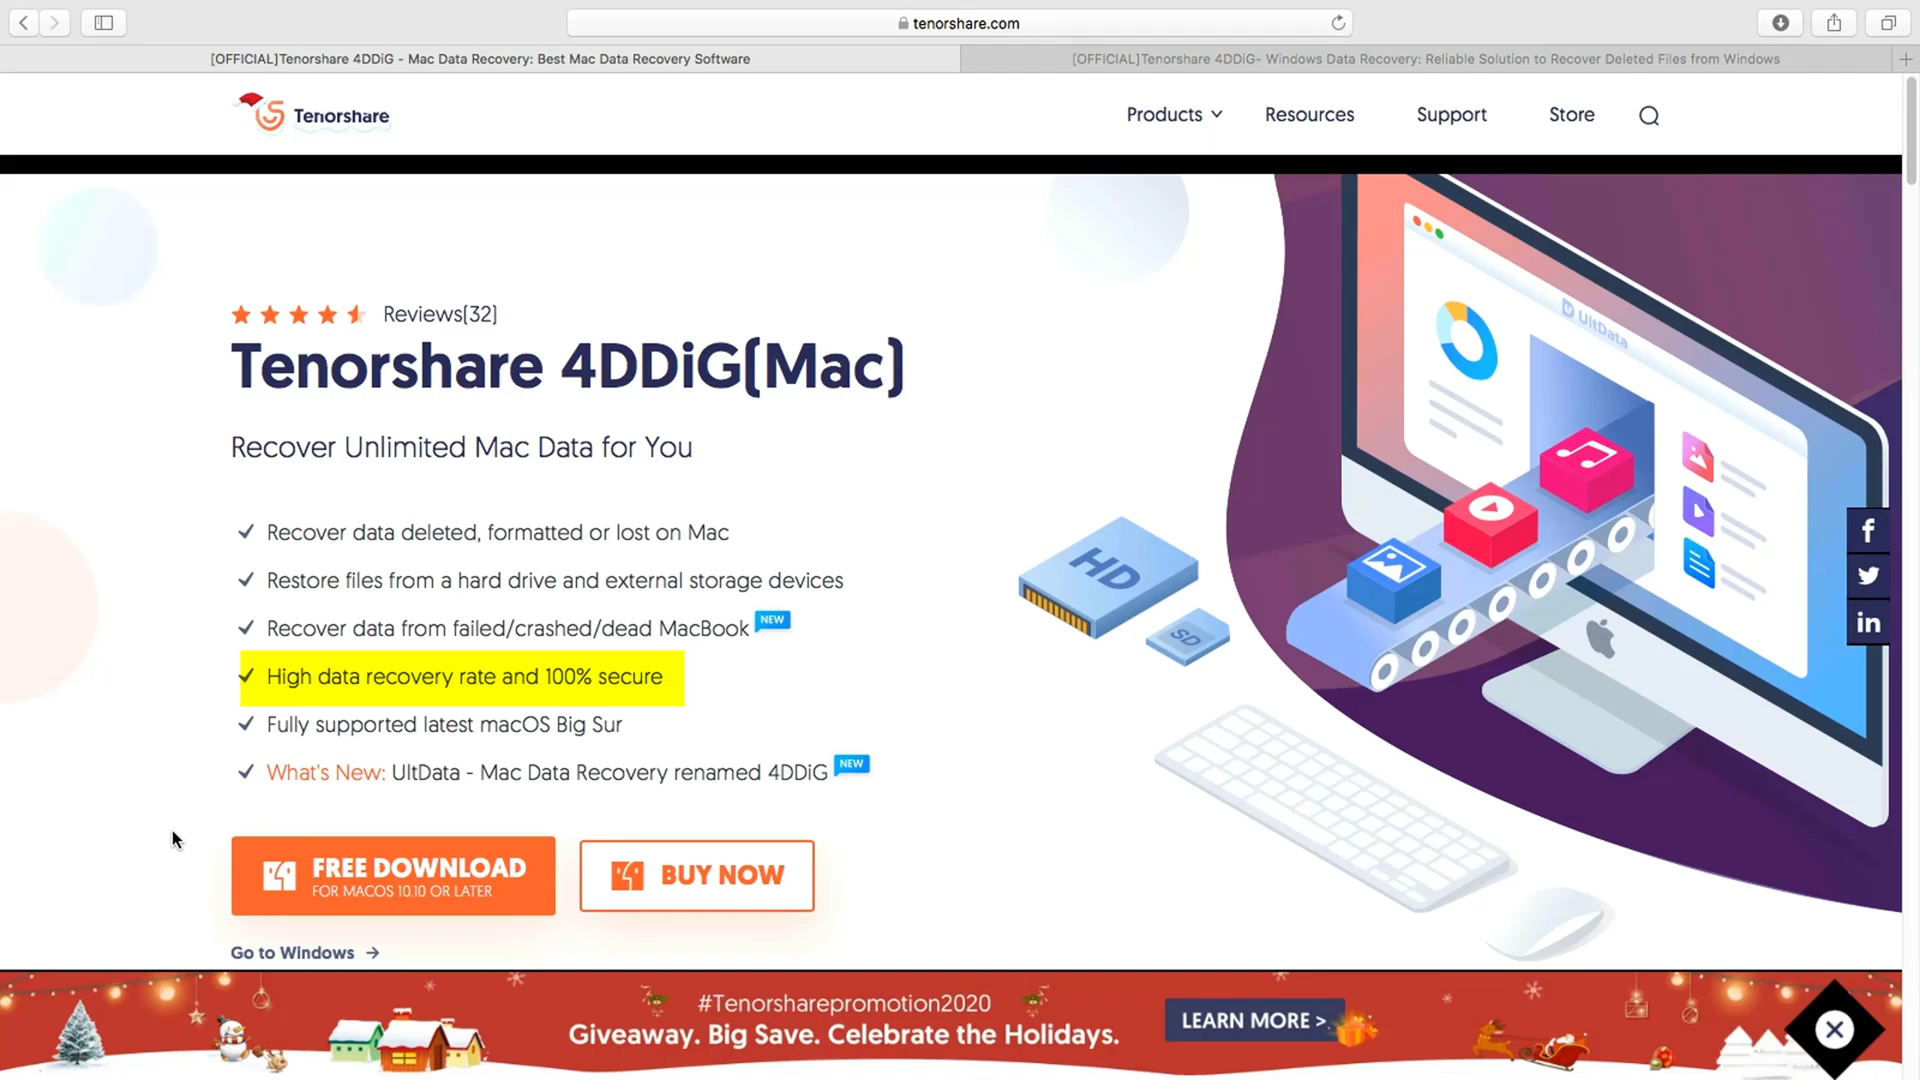 tenorshare.com
[OFFICIAL]Tenorshare 4DDiG - Mac Data Recovery: Best Mac Data Recovery Software
[OFFICIAL]Tenorshare 4DDiG- Windows Data Recovery: Reliable Solution to Recover Deleted Files from Windows
Tenorshare
Products
Resources
Support
Store
Reviews(32)
Tenorshare 4DDiG(Mac)
Recover Unlimited Mac Data for You
Recover data deleted, formatted or lost on Mac
Restore files from a hard drive and external storage devices
Recover data from failed/crashed/dead MacBook NEW
High data recovery rate and 100% secure
Fully supported latest macOS Big Sur
What's New: UltData - Mac Data Recovery renamed 4DDiG NEW
FREE DOWNLOAD
FOR MACOS 10.10 OR LATER
BUY NOW
Go to Windows →
UltData
HD
SD
f
in
#Tenorsharepromotion2020
Giveaway. Big Save. Celebrate the Holidays.
LEARN MORE >